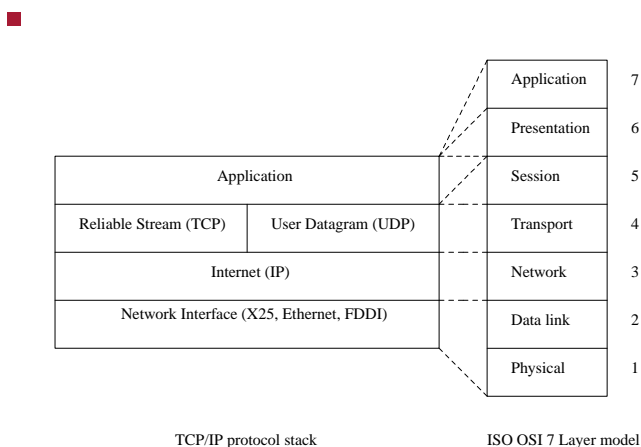 Application 7
Presentation 6
Application Session 5
Reliable Stream (TCP) User Datagram (UDP) Transport 4
Internet (IP) Network 3
Network Interface (X25, Ethernet, FDDI) Data link 2
Physical 1
TCP/IP protocol stack ISO OSI 7 Layer model